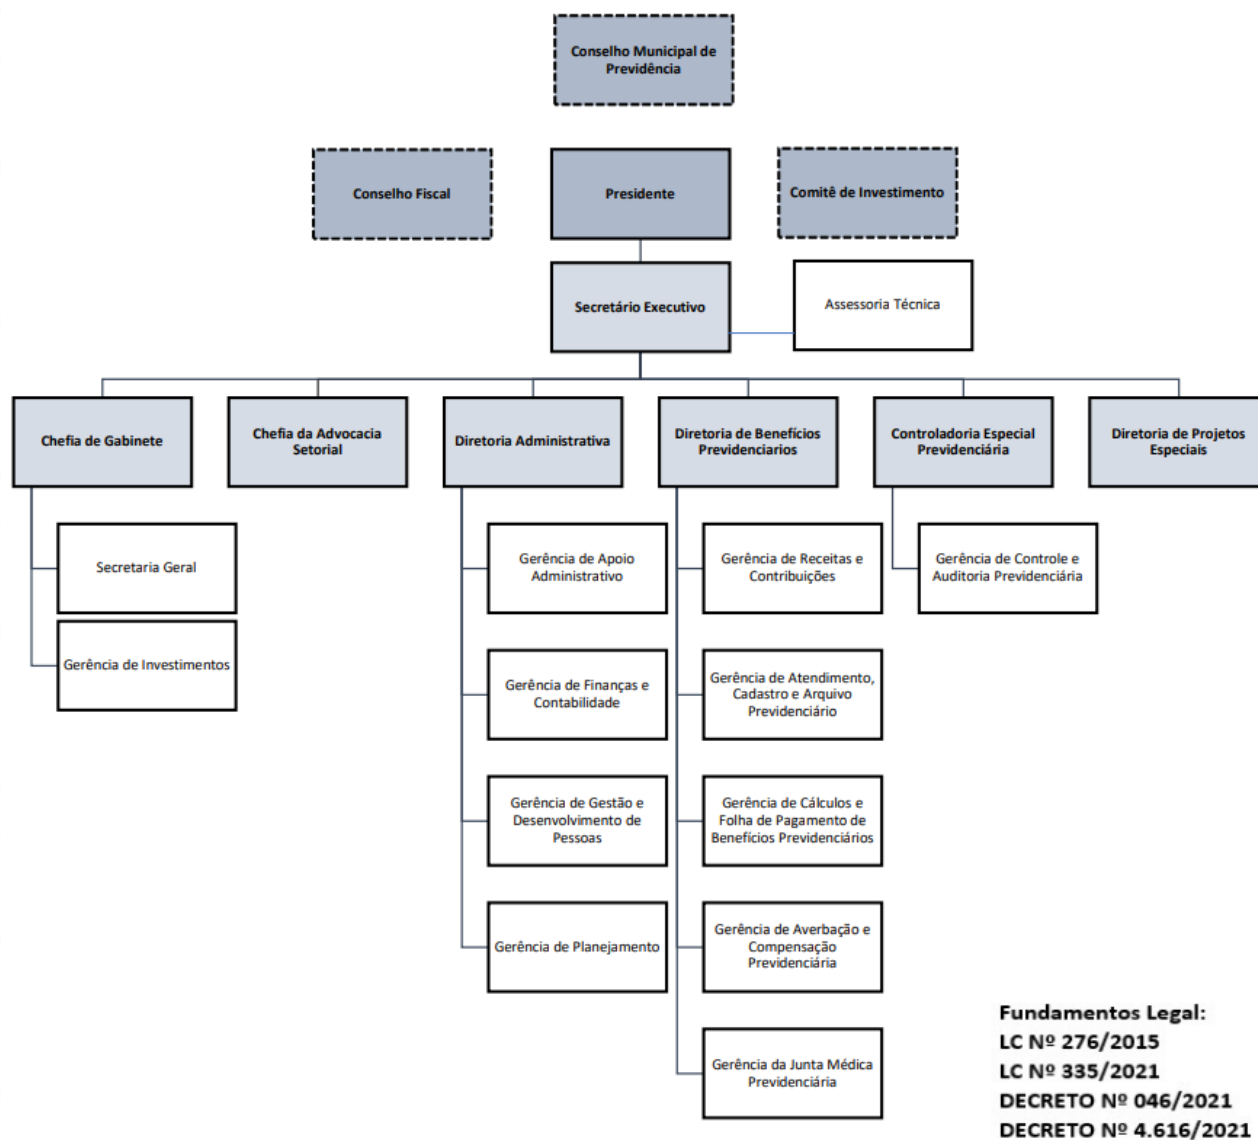 Conselho Municipal de
Previdência
Conselho Fiscal
Presidente
Comitê de Investimento
Secretário Executivo
Assessoria Técnica
Chefia de Gabinete
Chefia da Advocacia
Setorial
Diretoria Administrativa
Diretoria de Benefícios
Previdenciarios
Controladoria Especial
Previdenciária
Diretoria de Projetos
Especiais
Secretaria Geral
Gerência de Investimentos
Gerência de Apoio
Administrativo
Gerência de Finanças e
Contabilidade
Gerência de Gestão e
Desenvolvimento de
Pessoas
Gerência de Planejamento
Gerência de Receitas e
Contribuições
Gerência de Atendimento,
Cadastro e Arquivo
Previdenciário
Gerência de Cálculos e
Folha de Pagamento de
Benefícios Previdenciários
Gerência de Averbação e
Compensação
Previdenciária
Gerência da Junta Médica
Previdenciária
Gerência de Controle e
Auditoria Previdenciária
Fundamentos Legal:
LC Nº 276/2015
LC Nº 335/2021
DECRETO Nº 046/2021
DECRETO Nº 4.616/2021